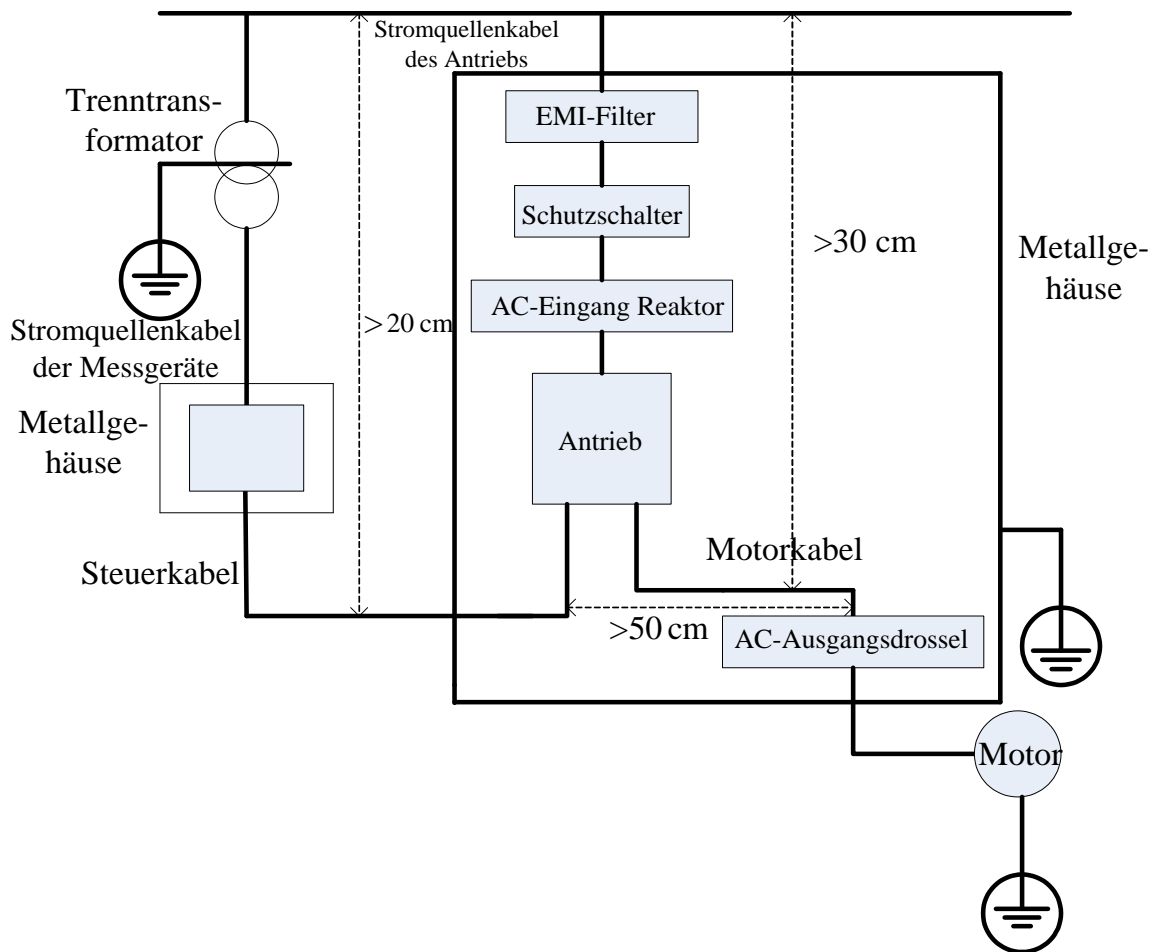 Stromquellenkabel
des Antriebs
Trenntrans-
formator
EMI-Filter
Schutzschalter
>30 cm
Metallge-
häuse
AC-Eingang Reaktor
>20 cm
Stromquellenkabel
der Messgeräte
Metallge-
häuse
Antrieb
Motorkabel
Steuerkabel
>50 cm
AC-Ausgangsdrossel
Motor